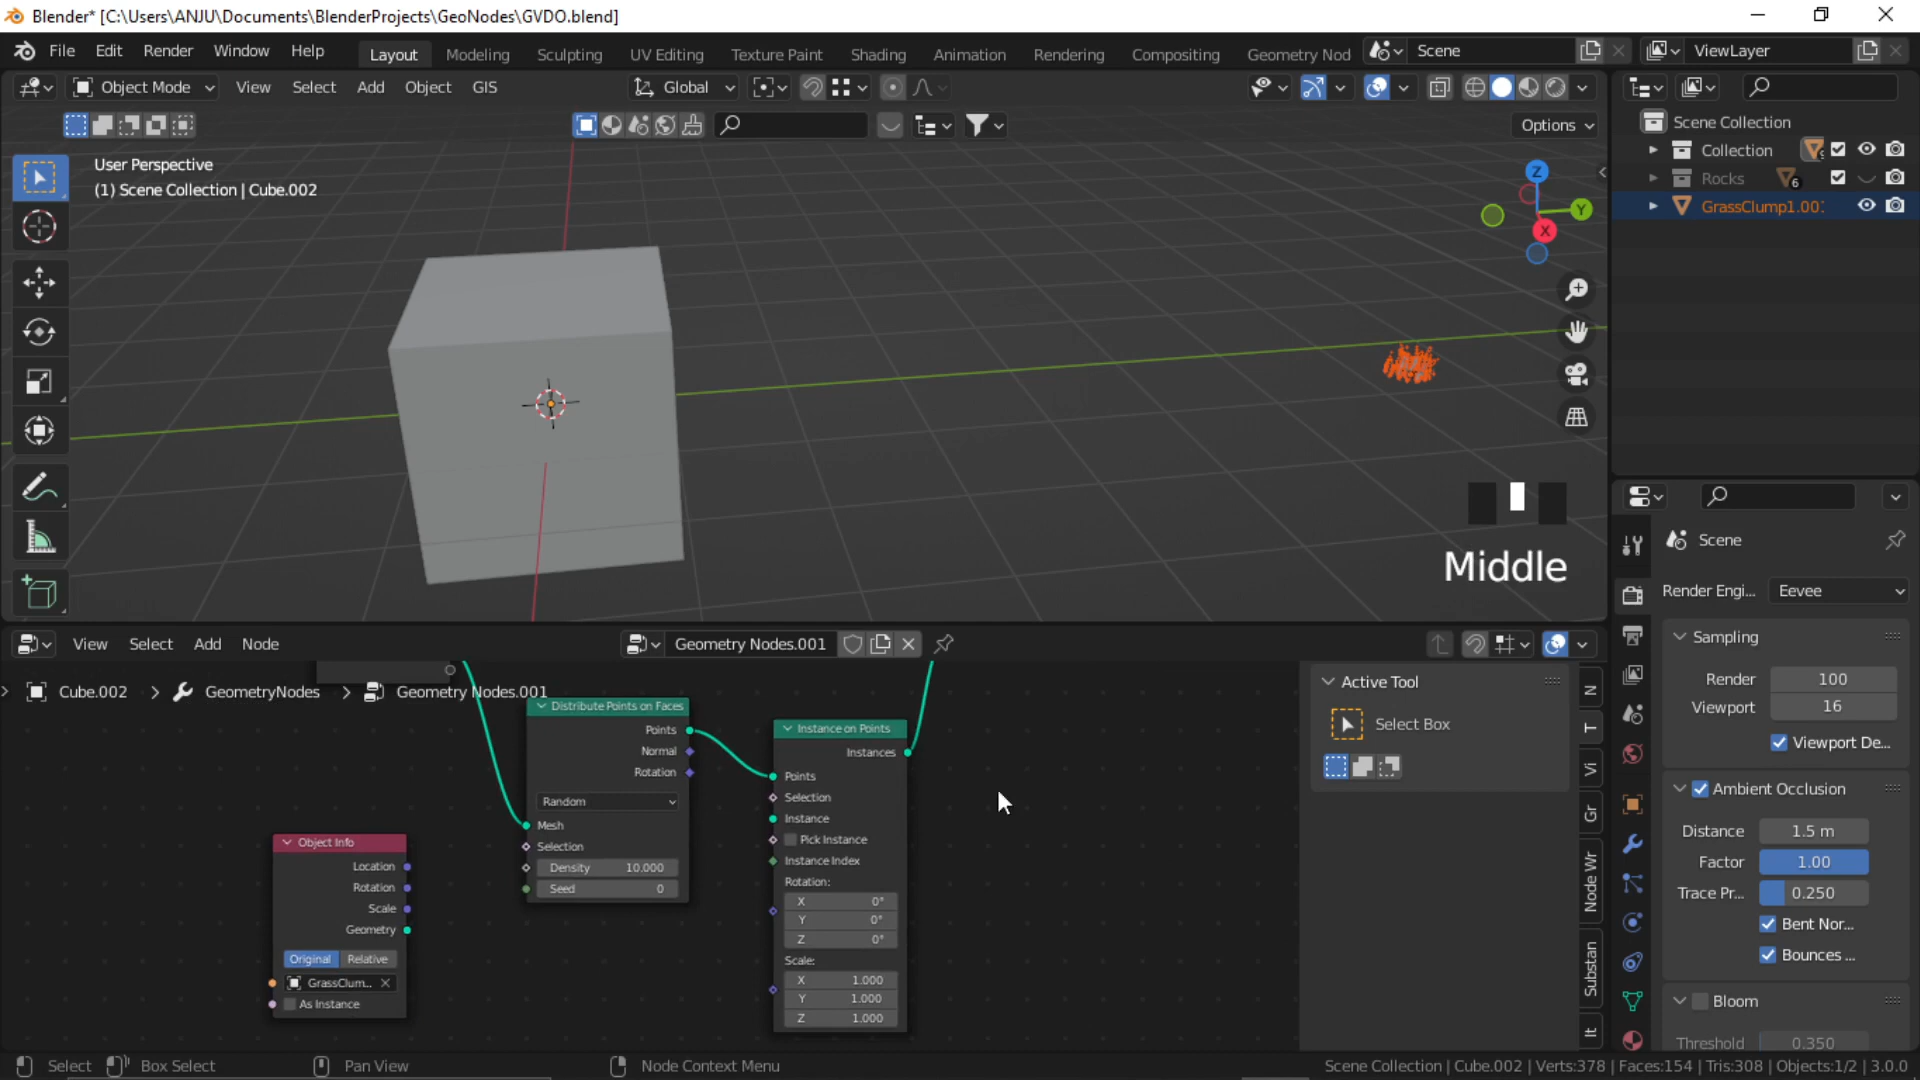 Blender* [C:\Users\ANJU\Documents\BlenderProjects\GeoNodes\GVDO.blend]
File Edit Render Window Help Layout Modeling Sculpting UV Editing Texture Paint Shading Animation Rendering Compositing Geometry Nod Scene ViewLayer
Object Mode View Select Add Object GIS Global
Options
User Perspective
(1) Scene Collection | Cube.002
Z
Y
X
Middle
Scene Collection
Collection
Rocks 6
GrassClump1.00
View Select Add Node Geometry Nodes.001
Cube.002 > GeometryNodes > Geometry Nodes.001
Object Info
Location
Rotation
Scale
Geometry
Original Relative
GrassClum...
As Instance
Distribute Points on Faces
Points
Normal
Rotation
Random
Mesh
Selection
Density 10.000
Seed 0
Instance on Points
Instances
Points
Selection
Instance
Pick Instance
Instance Index
Rotation:
X 0°
Y 0°
Z 0°
Scale:
X 1.000
Y 1.000
Z 1.000
Active Tool
Select Box
N
T
Vi
Gr
Node Wr
Substan
It
Scene
Render Engi... Eevee
Sampling
Render 100
Viewport 16
Viewport De...
Ambient Occlusion
Distance 1.5 m
Factor 1.00
Trace Pr... 0.250
Bent Nor...
Bounces ...
Bloom
Threshold 0.350
Select Box Select Pan View Node Context Menu Scene Collection | Cube.002 | Verts:378 | Faces:154 | Tris:308 | Objects:1/2 | 3.0.0